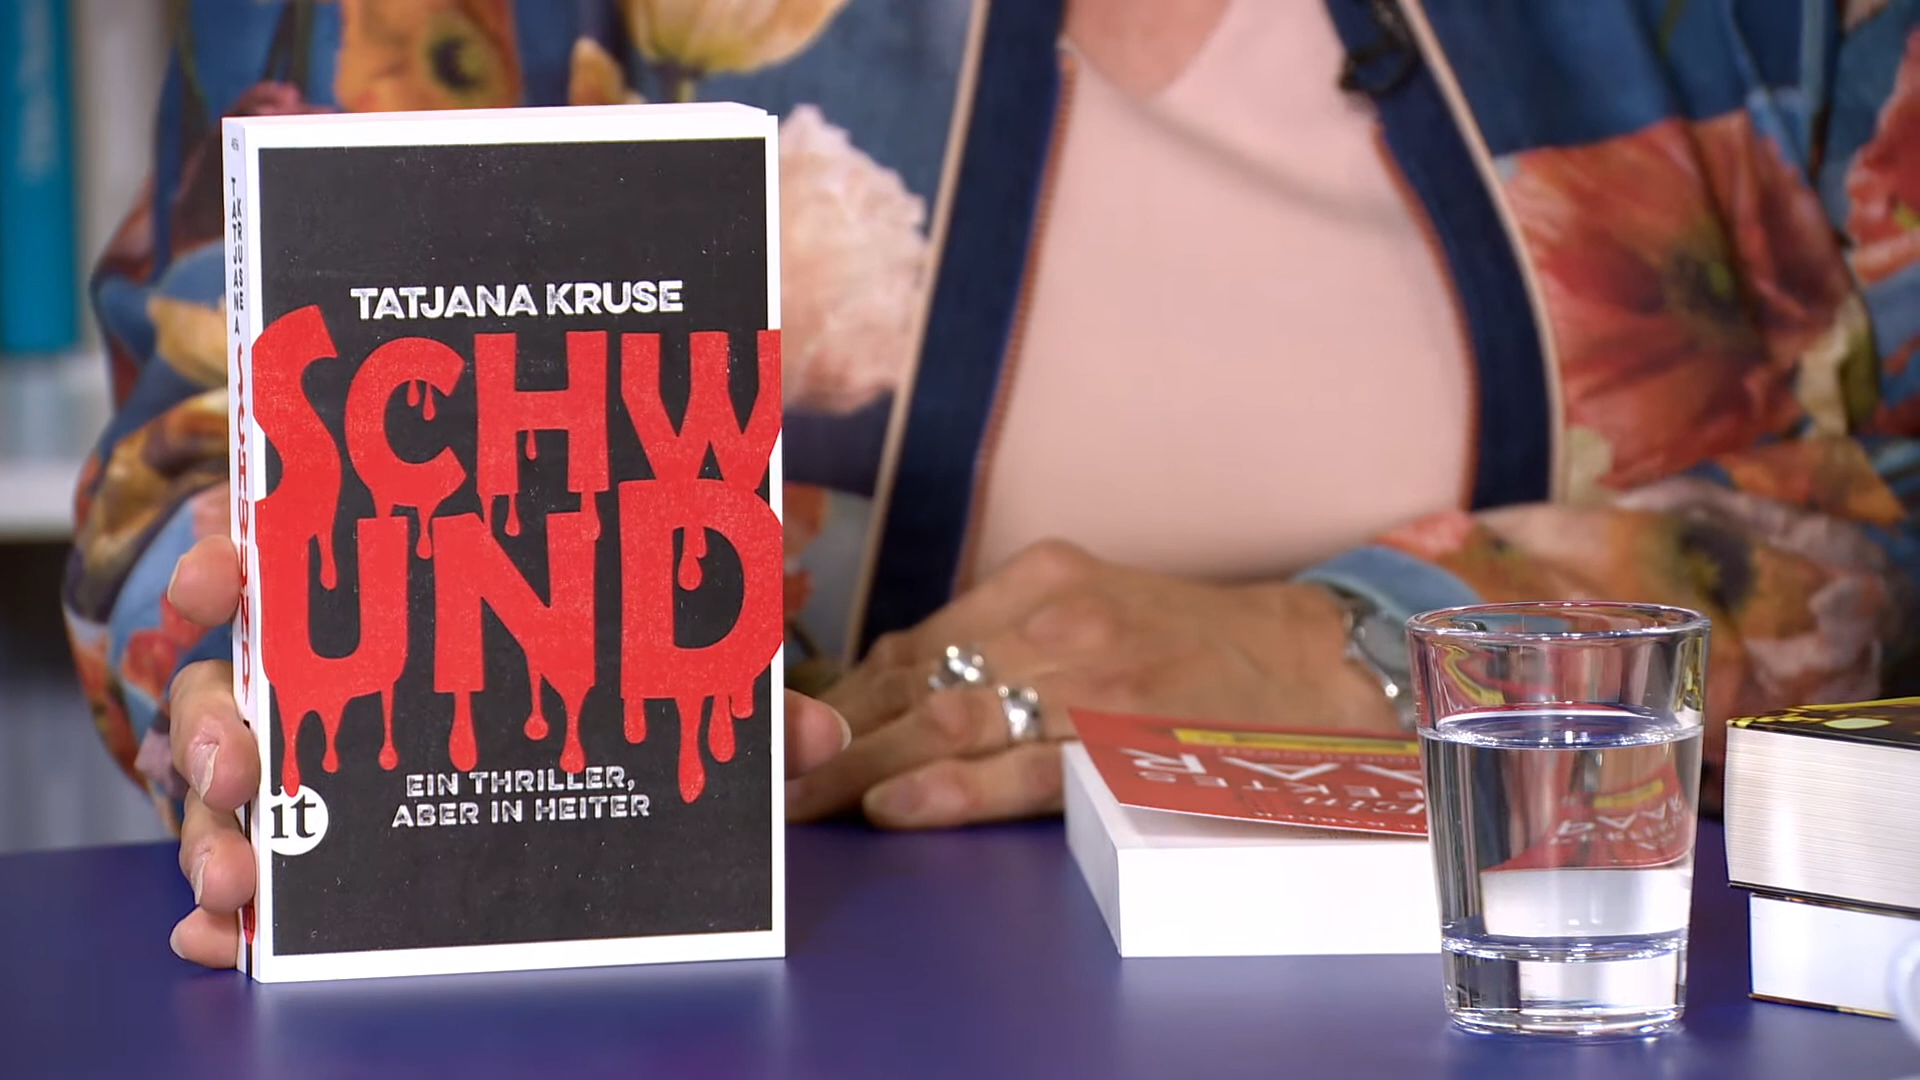 TATJANA KRUSE
SCHW
UND
EIN THRILLER,
ABER IN HEITER
it
TATJANA KRUSE SCHWUND